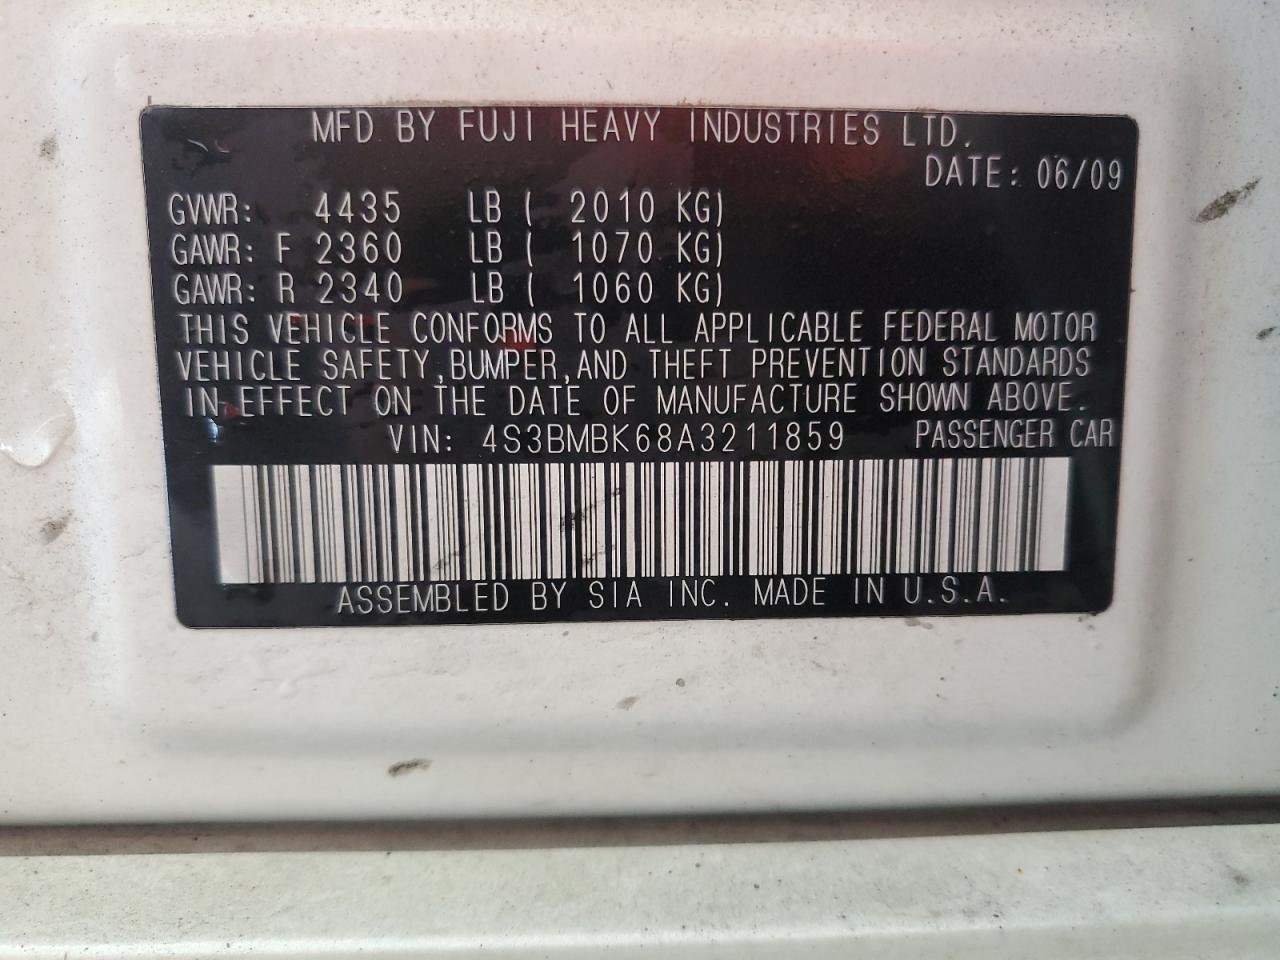 MFD BY FUJI HEAVY INDUSTRIES LTD.
DATE: 06/09
GVWR: 4435 LB ( 2010 KG)
GAWR: F 2360 LB ( 1070 KG)
GAWR: R 2340 LB ( 1060 KG)
THIS VEHICLE CONFORMS TO ALL APPLICABLE FEDERAL MOTOR
VEHICLE SAFETY,BUMPER,AND THEFT PREVENTION STANDARDS
IN EFFECT ON THE DATE OF MANUFACTURE SHOWN ABOVE.
VIN: 4S3BMBK68A3211859 PASSENGER CAR
ASSEMBLED BY SIA INC. MADE IN U.S.A.